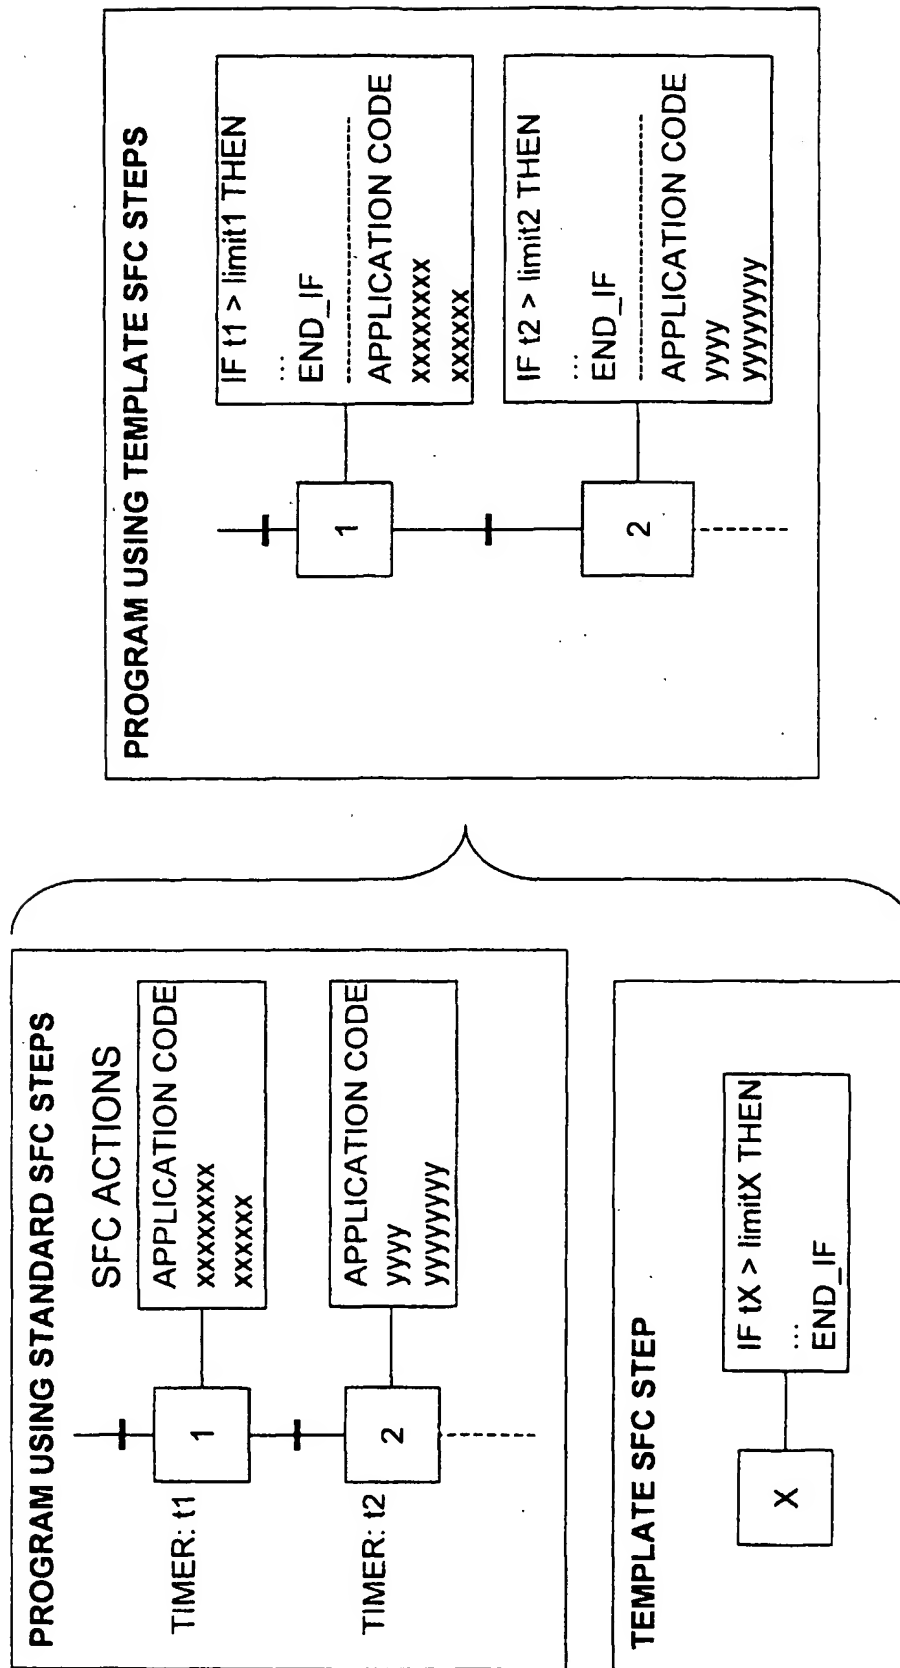 PROGRAM USING STANDARD SFC STEPS
SFC ACTIONS
TIMER: t1
1
APPLICATION CODE
xxxxxxxx
xxxxxx
TIMER: t2
2
APPLICATION CODE
yyyy
yyyyyyyy
TEMPLATE SFC STEP
X
IF tX > limitX THEN
...
END_IF
PROGRAM USING TEMPLATE SFC STEPS
1
IF t1 > limit1 THEN
...
END_IF
APPLICATION CODE
xxxxxxxx
xxxxxx
2
IF t2 > limit2 THEN
...
END_IF
APPLICATION CODE
yyyy
yyyyyyyy